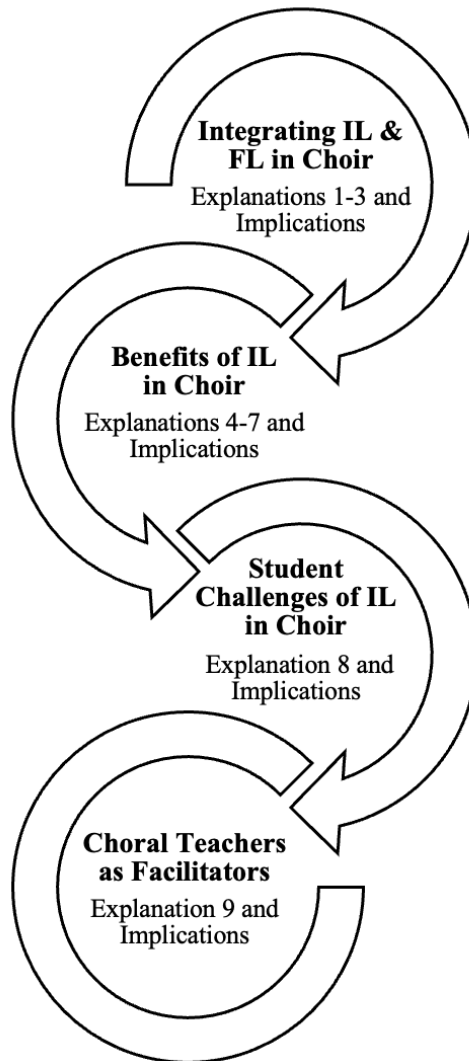 Integrating IL &
FL in Choir
Explanations 1-3 and
Implications
Benefits of IL
in Choir
Explanations 4-7 and
Implications
Student
Challenges of IL
in Choir
Explanation 8 and
Implications
Choral Teachers
as Facilitators
Explanation 9 and
Implications